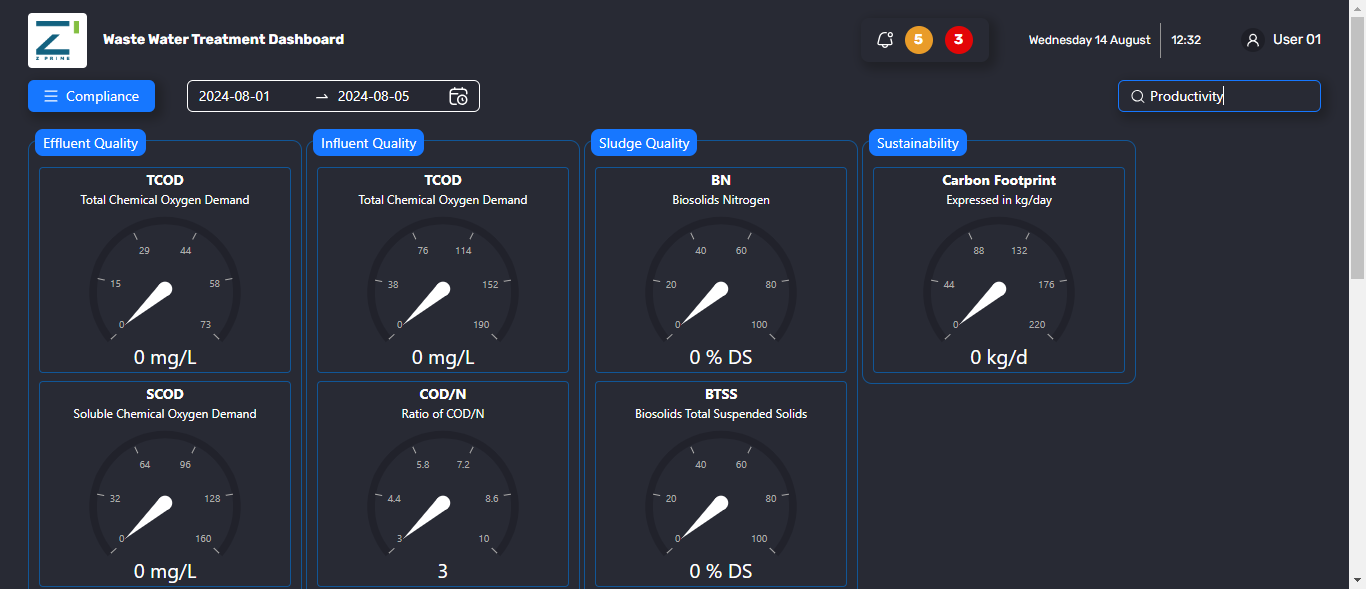 Z PRIME
Waste Water Treatment Dashboard
5
3
Wednesday 14 August
12:32
User 01
Compliance
2024-08-01 → 2024-08-05
Productivity
Effluent Quality
TCOD
Total Chemical Oxygen Demand
29 44
15 58
0 73
0 mg/L
SCOD
Soluble Chemical Oxygen Demand
64 96
32 128
0 160
0 mg/L
Influent Quality
TCOD
Total Chemical Oxygen Demand
76 114
38 152
0 190
0 mg/L
COD/N
Ratio of COD/N
5.8 7.2
4.4 8.6
3 10
3
Sludge Quality
BN
Biosolids Nitrogen
40 60
20 80
0 100
0 % DS
BTSS
Biosolids Total Suspended Solids
40 60
20 80
0 100
0 % DS
Sustainability
Carbon Footprint
Expressed in kg/day
88 132
44 176
0 220
0 kg/d